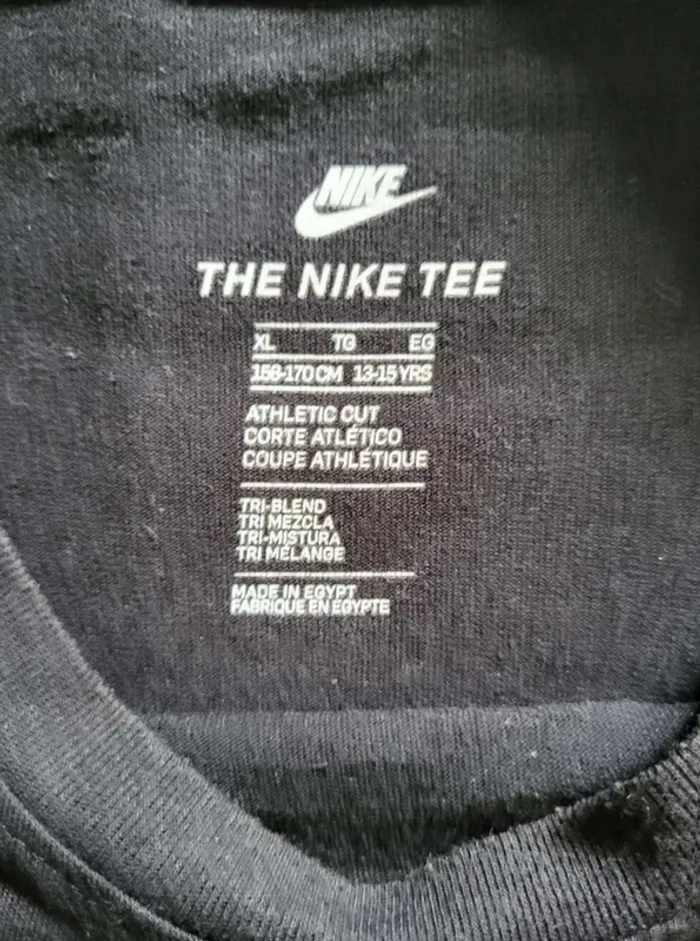 NIKE
THE NIKE TEE
XL TG EG
158-170 CM 13-15 YRS
ATHLETIC CUT
CORTE ATLÉTICO
COUPE ATHLÉTIQUE
TRI-BLEND
TRI MEZCLA
TRI-MISTURA
TRI MÉLANGE
MADE IN EGYPT
FABRIQUE EN EGYPTE